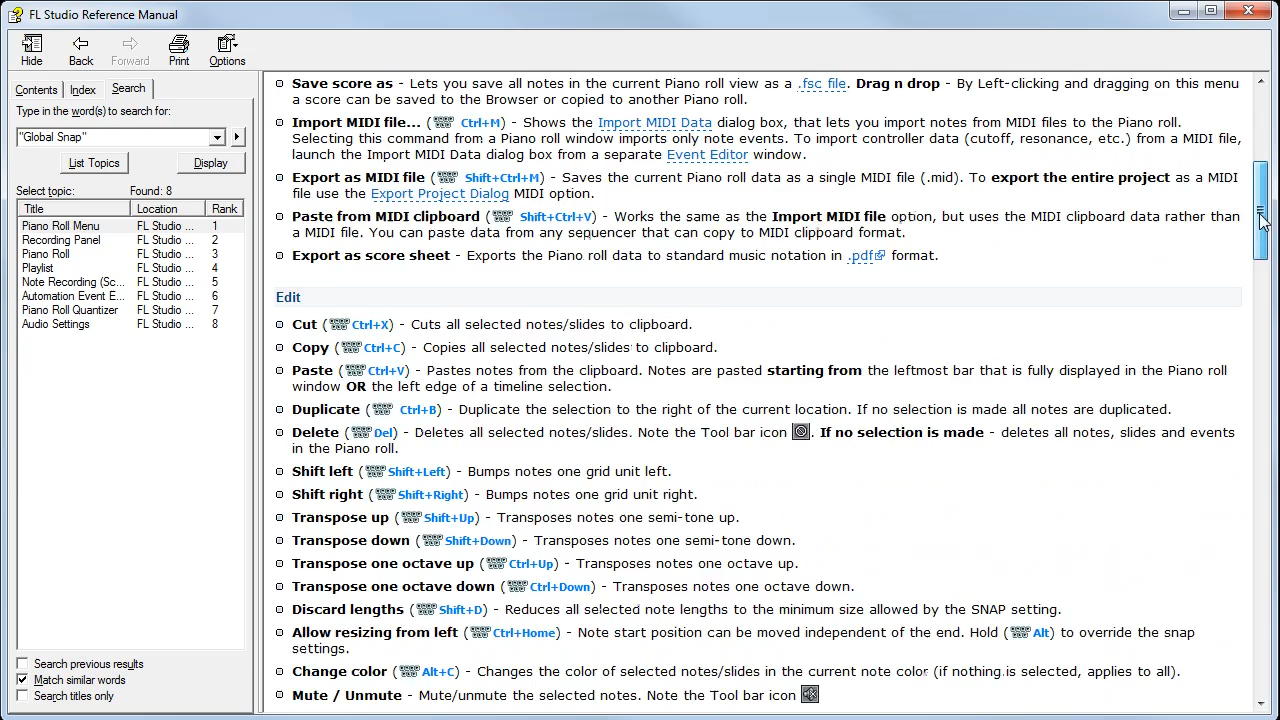 FL Studio Reference Manual
Hide Back Forward Print Options
Contents Index Search
Type in the word(s) to search for:
"Global Snap"
List Topics Display
Select topic: Found: 8
Title Location Rank
Piano Roll Menu FL Studio ... 1
Recording Panel FL Studio ... 2
Piano Roll FL Studio ... 3
Playlist FL Studio ... 4
Note Recording (Sc... FL Studio ... 5
Automation Event E... FL Studio ... 6
Piano Roll Quantizer FL Studio ... 7
Audio Settings FL Studio ... 8
Search previous results
Match similar words
Search titles only
Save score as - Lets you save all notes in the current Piano roll view as a .fsc file. Drag n drop - By Left-clicking and dragging on this menu
a score can be saved to the Browser or copied to another Piano roll.
Import MIDI file... (Ctrl+M) - Shows the Import MIDI Data dialog box, that lets you import notes from MIDI files to the Piano roll.
Selecting this command from a Piano roll window imports only note events. To import controller data (cutoff, resonance, etc.) from a MIDI file,
launch the Import MIDI Data dialog box from a separate Event Editor window.
Export as MIDI file (Shift+Ctrl+M) - Saves the current Piano roll data as a single MIDI file (.mid). To export the entire project as a MIDI
file use the Export Project Dialog MIDI option.
Paste from MIDI clipboard (Shift+Ctrl+V) - Works the same as the Import MIDI file option, but uses the MIDI clipboard data rather than
a MIDI file. You can paste data from any sequencer that can copy to MIDI clipboard format.
Export as score sheet - Exports the Piano roll data to standard music notation in .pdf format.
Edit
Cut (Ctrl+X) - Cuts all selected notes/slides to clipboard.
Copy (Ctrl+C) - Copies all selected notes/slides to clipboard.
Paste (Ctrl+V) - Pastes notes from the clipboard. Notes are pasted starting from the leftmost bar that is fully displayed in the Piano roll
window OR the left edge of a timeline selection.
Duplicate (Ctrl+B) - Duplicate the selection to the right of the current location. If no selection is made all notes are duplicated.
Delete (Del) - Deletes all selected notes/slides. Note the Tool bar icon . If no selection is made - deletes all notes, slides and events
in the Piano roll.
Shift left (Shift+Left) - Bumps notes one grid unit left.
Shift right (Shift+Right) - Bumps notes one grid unit right.
Transpose up (Shift+Up) - Transposes notes one semi-tone up.
Transpose down (Shift+Down) - Transposes notes one semi-tone down.
Transpose one octave up (Ctrl+Up) - Transposes notes one octave up.
Transpose one octave down (Ctrl+Down) - Transposes notes one octave down.
Discard lengths (Shift+D) - Reduces all selected note lengths to the minimum size allowed by the SNAP setting.
Allow resizing from left (Ctrl+Home) - Note start position can be moved independent of the end. Hold (Alt) to override the snap
settings.
Change color (Alt+C) - Changes the color of selected notes/slides in the current note color (if nothing is selected, applies to all).
Mute / Unmute - Mute/unmute the selected notes. Note the Tool bar icon